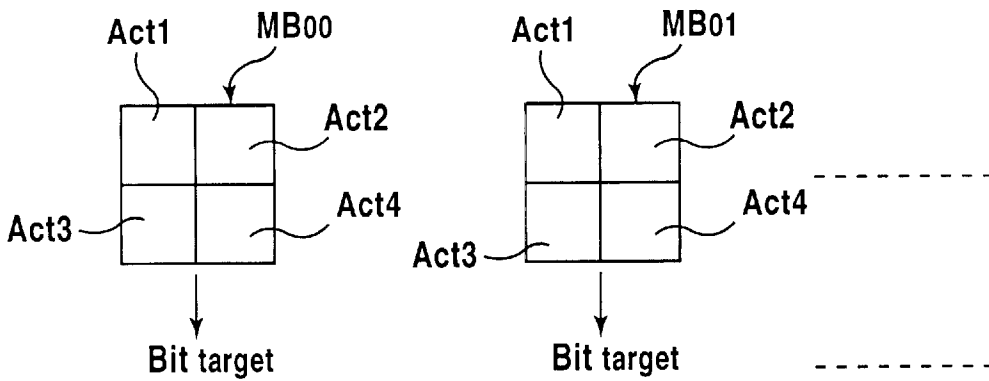 Act1
MB00
Act2
Act3
Act4
Bit target
Act1
MB01
Act2
Act3
Act4
Bit target